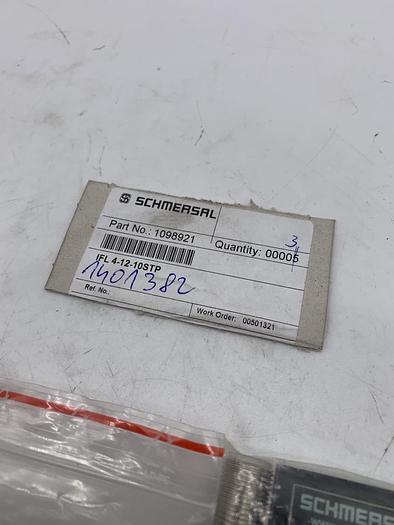 SCHMERSAL
Part No.: 1098921
Quantity: 00005
3
IFL 4-12-10STP
1401382
Ref. No.:
Work Order: 00501321
SCHMERSAL